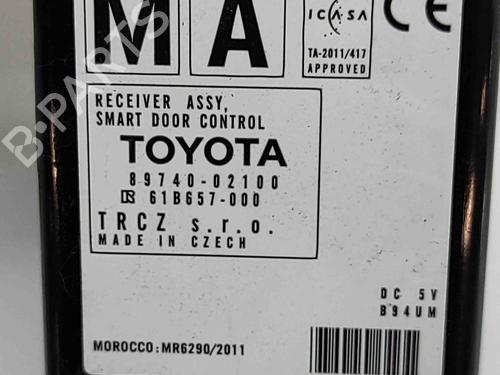 M A
ICASA
TA-2011/417
APPROVED
CE
RECEIVER ASSY,
SMART DOOR CONTROL
TOYOTA
89740-02100
R 61B657-000
TRCZ s.r.o.
MADE IN CZECH
DC 5V
B94UM
MOROCCO:MR6290/2011
B-PARTS